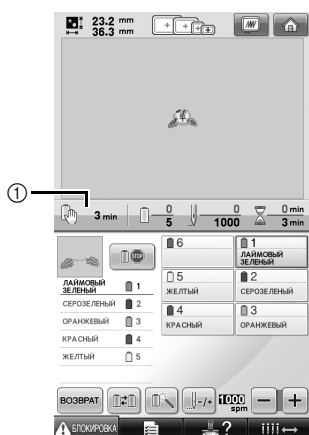 23.2 mm
36.3 mm
①
3 min
0
5
0
1000
0 min
3 min
ЛАЙМОВЫЙ
ЗЕЛЕНЫЙ
1
СЕРОЗЕЛЕНЫЙ
2
ОРАНЖЕВЫЙ
3
КРАСНЫЙ
4
ЖЕЛТЫЙ
5
6
1
ЛАЙМОВЫЙ
ЗЕЛЕНЫЙ
5
ЖЕЛТЫЙ
2
СЕРОЗЕЛЕНЫЙ
4
КРАСНЫЙ
3
ОРАНЖЕВЫЙ
ВОЗВРАТ
-/+
1000
spm
−
+
БЛОКИРОВКА
?